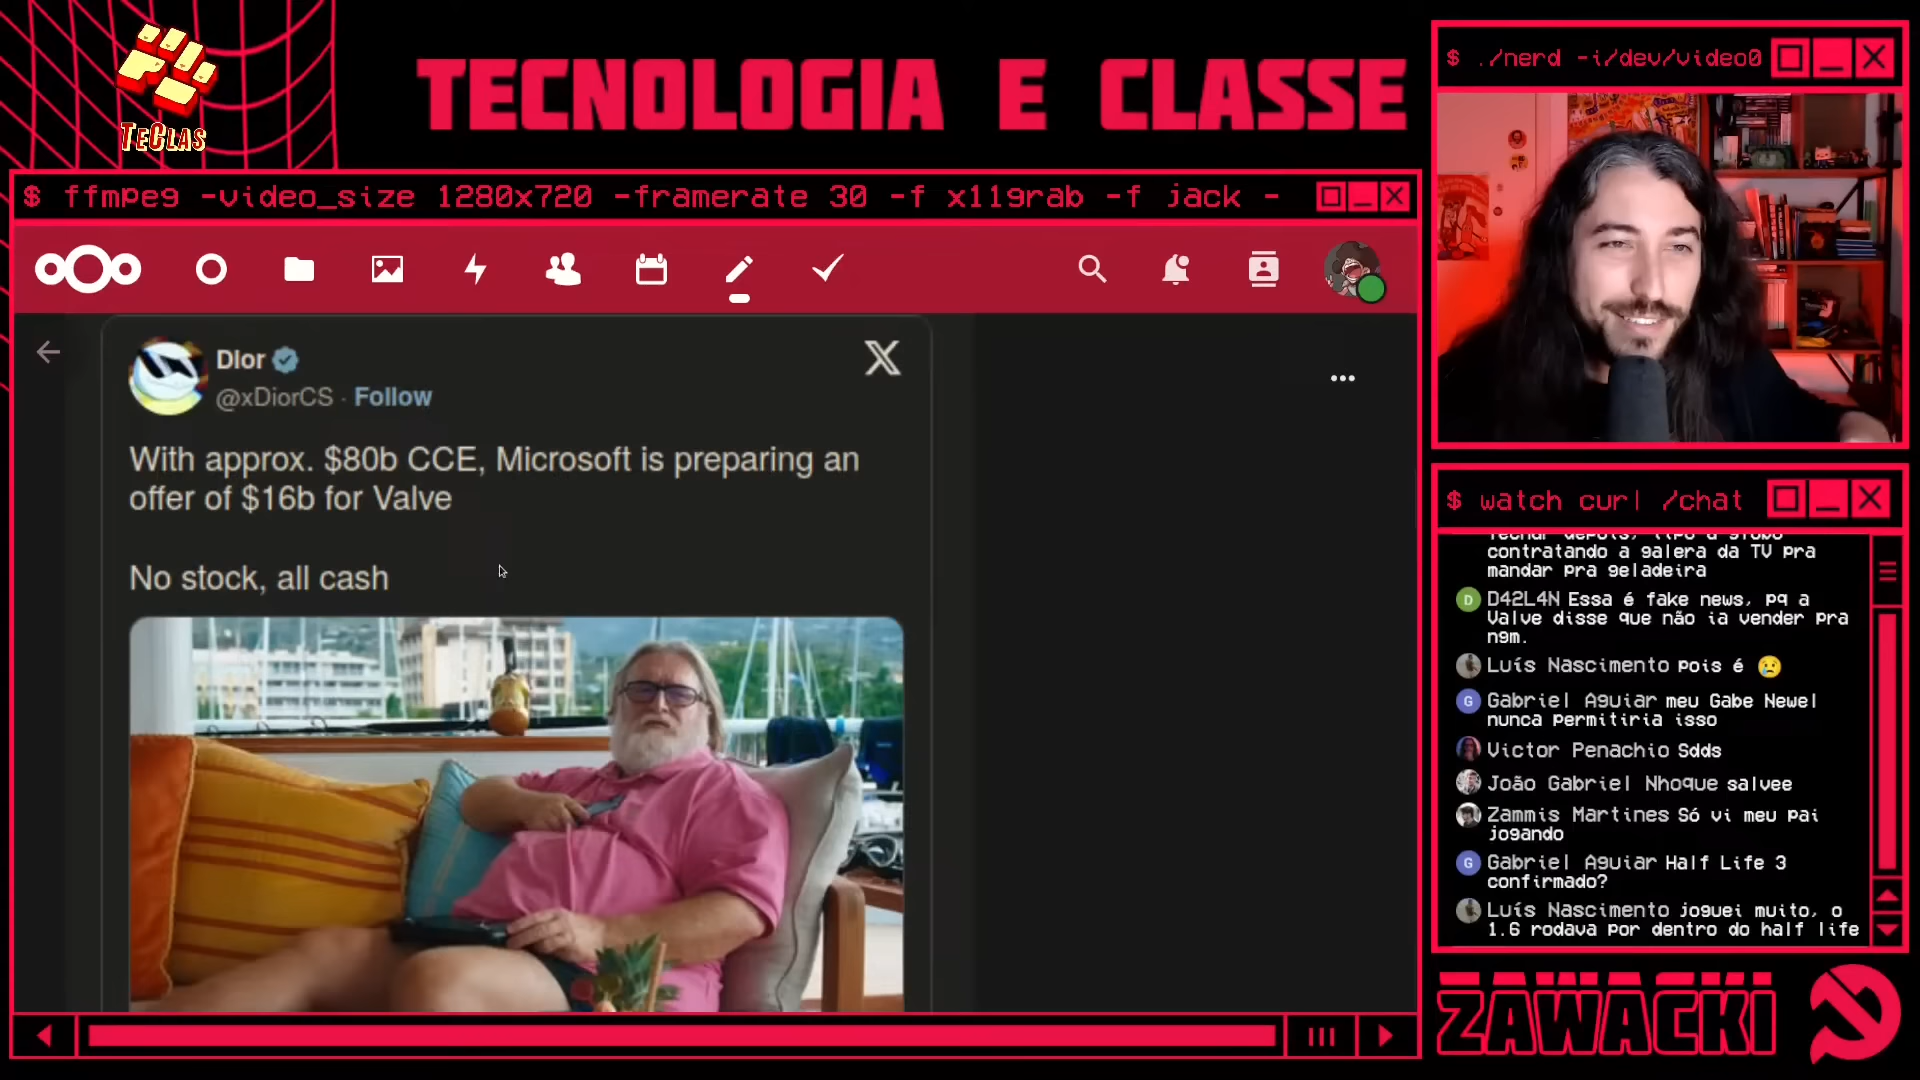 TeClas
TECNOLOGIA E CLASSE
$ ffmpeg -video_size 1280x720 -framerate 30 -f x11grab -f jack -
Dior
@xDiorCS · Follow
With approx. $80b CCE, Microsoft is preparing an
offer of $16b for Valve
No stock, all cash
$ ./nerd -i/dev/video0
$ watch curl /chat
contratando a galera da TV pra
mandar pra geladeira
D D42L4N Essa é fake news, pq a
Valve disse que não ia vender pra
ngm.
Luís Nascimento pois é
G Gabriel Aguiar meu Gabe Newel
nunca permitiria isso
Victor Penachio Sdds
João Gabriel Nhoque salvee
Zammis Martines Só vi meu pai
jogando
G Gabriel Aguiar Half Life 3
confirmado?
Luís Nascimento joguei muito, o
1.6 rodava por dentro do half life
ZAWACKI